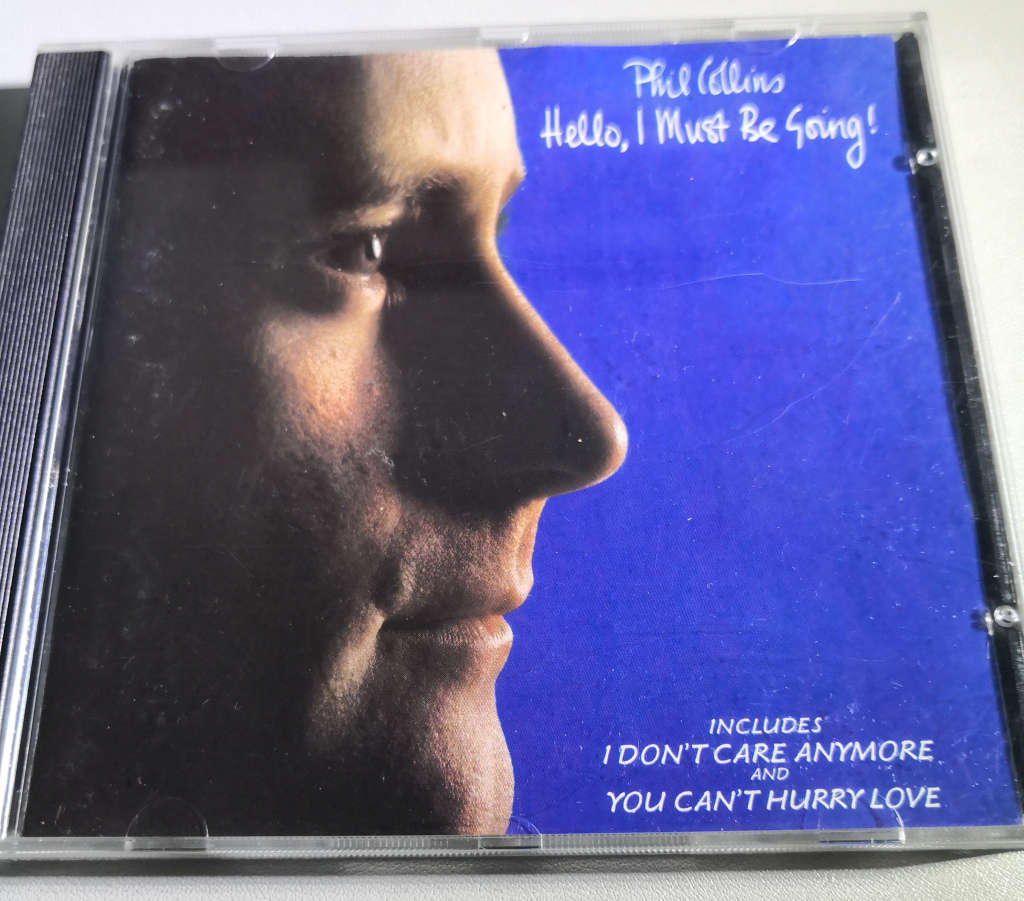 Phil Collins
Hello, I Must Be Going!
INCLUDES
I DON'T CARE ANYMORE
AND
YOU CAN'T HURRY LOVE